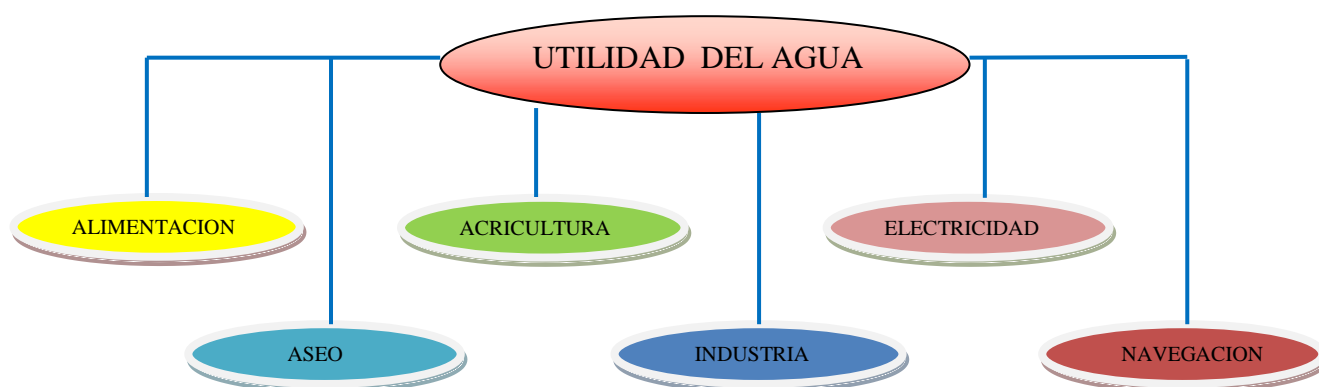 UTILIDAD DEL AGUA
ALIMENTACION
ACRICULTURA
ELECTRICIDAD
ASEO
INDUSTRIA
NAVEGACION